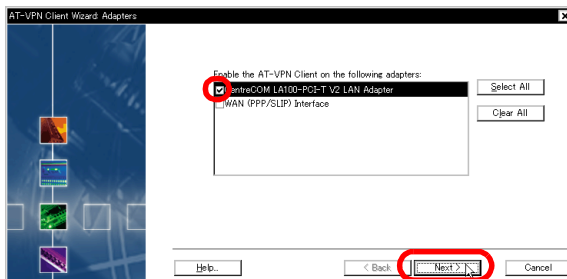 AT-VPN Client Wizard: Adapters
Enable the AT-VPN Client on the following adapters:
CentreCOM LA100-PCI-T V2 LAN Adapter
WAN (PPP/SLIP) Interface
Select All
Clear All
Help..
< Back
Next >
Cancel